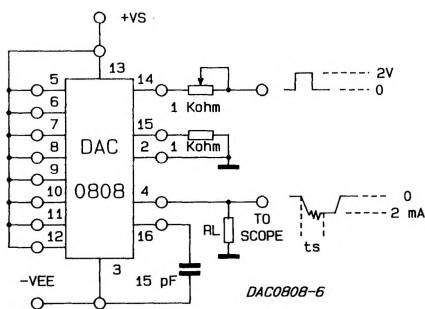 +VS
13
5
14
2V
0
6
1 Kohm
7
15
DAC
8
2
1 Kohm
9
10
0808
4
0
11
16
RL
TO
SCOPE
2 mA
12
ts
3
-VEE
15 pF
DAC0808-6